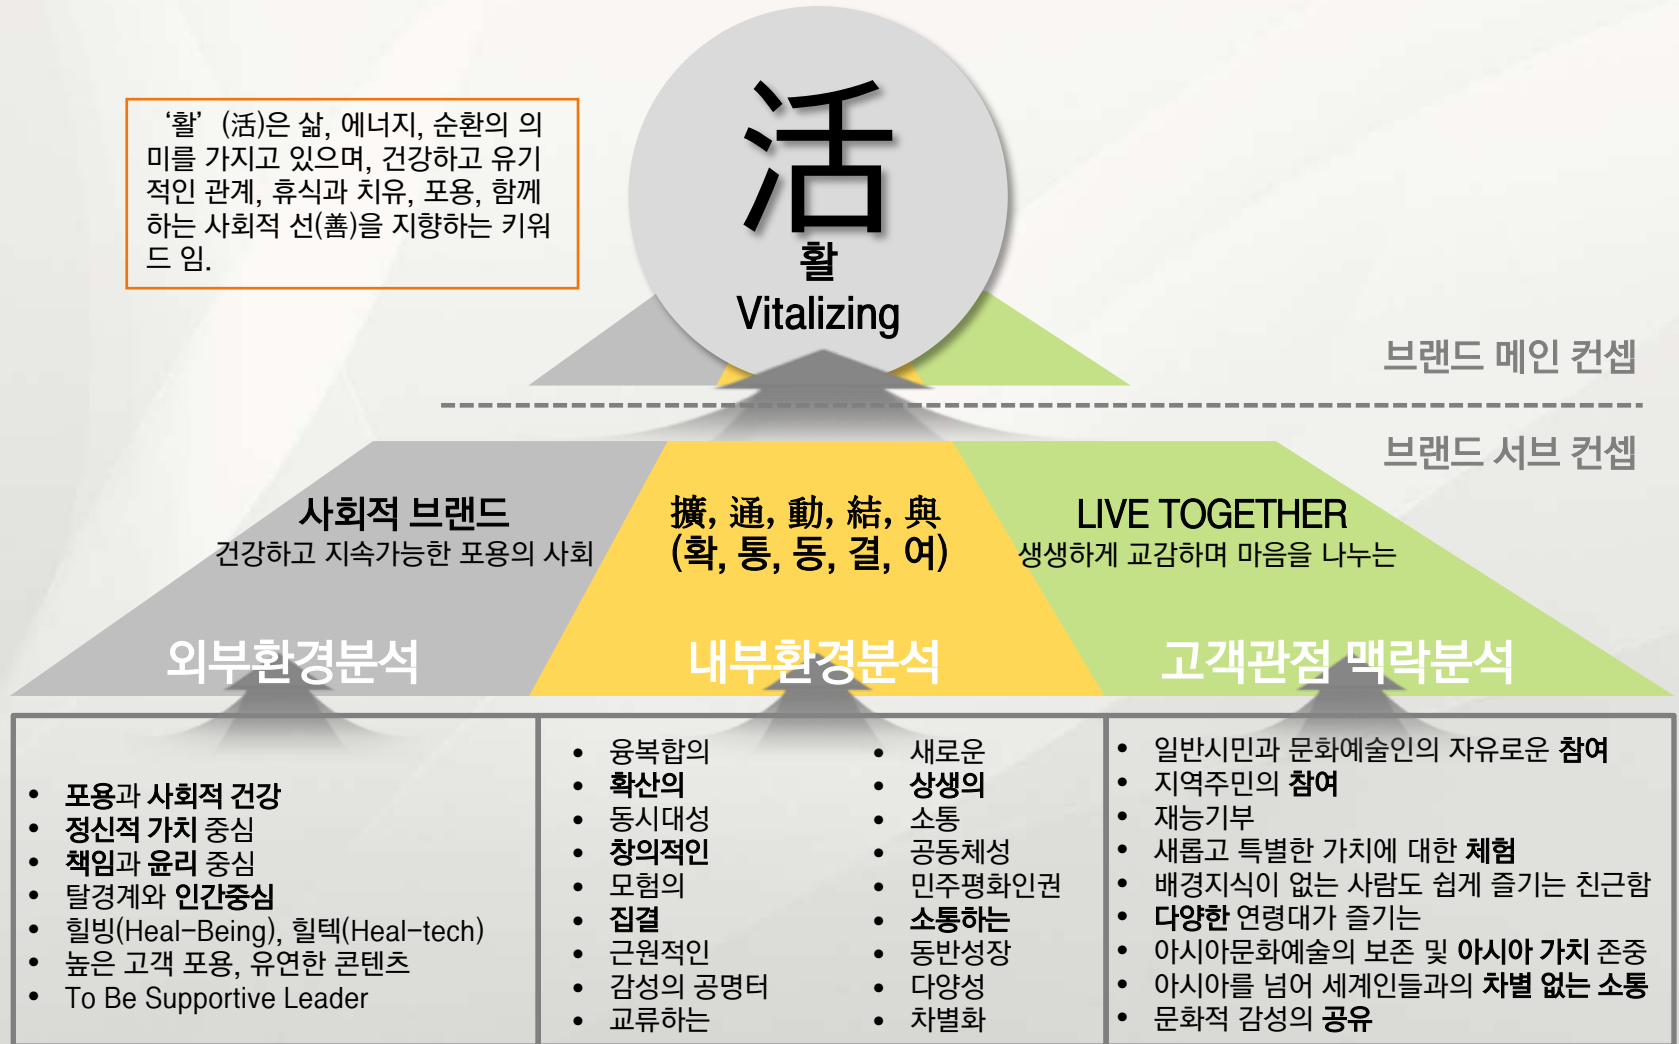 ‘활’ (活)은 삶, 에너지, 순환의 의
미를 가지고 있으며, 건강하고 유기
적인 관계, 휴식과 치유, 포용, 함께
하는 사회적 선(善)을 지향하는 키워
드 임.
活
활
Vitalizing
브랜드 메인 컨셉
브랜드 서브 컨셉
사회적 브랜드
건강하고 지속가능한 포용의 사회
외부환경분석
擴, 通, 動, 結, 與
(확, 통, 동, 결, 여)
내부환경분석
LIVE TOGETHER
생생하게 교감하며 마음을 나누는
고객관점 맥락분석
• 포용과 사회적 건강
• 정신적 가치 중심
• 책임과 윤리 중심
• 탈경계와 인간중심
• 힐빙(Heal-Being), 힐텍(Heal-tech)
• 높은 고객 포용, 유연한 콘텐츠
• To Be Supportive Leader
• 융복합의
• 확산의
• 동시대성
• 창의적인
• 모험의
• 집결
• 근원적인
• 감성의 공명터
• 교류하는
• 새로운
• 상생의
• 소통
• 공동체성
• 민주평화인권
• 소통하는
• 동반성장
• 다양성
• 차별화
• 일반시민과 문화예술인의 자유로운 참여
• 지역주민의 참여
• 재능기부
• 새롭고 특별한 가치에 대한 체험
• 배경지식이 없는 사람도 쉽게 즐기는 친근함
• 다양한 연령대가 즐기는
• 아시아문화예술의 보존 및 아시아 가치 존중
• 아시아를 넘어 세계인들과의 차별 없는 소통
• 문화적 감성의 공유